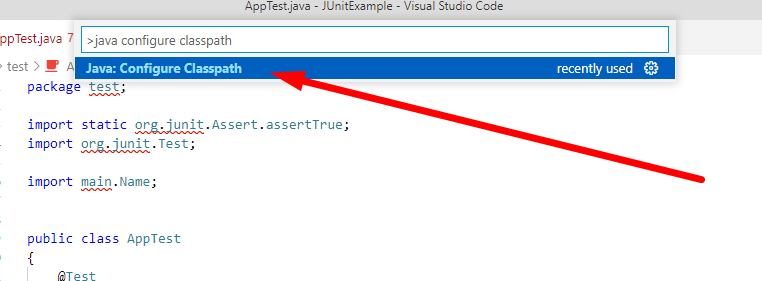 AppTest.java - JUnitExample - Visual Studio Code
ppTest.java 7
>java configure classpath
test >
Java: Configure Classpath recently used
package test;
import static org.junit.Assert.assertTrue;
import org.junit.Test;
import main.Name;
public class AppTest
{
@Test